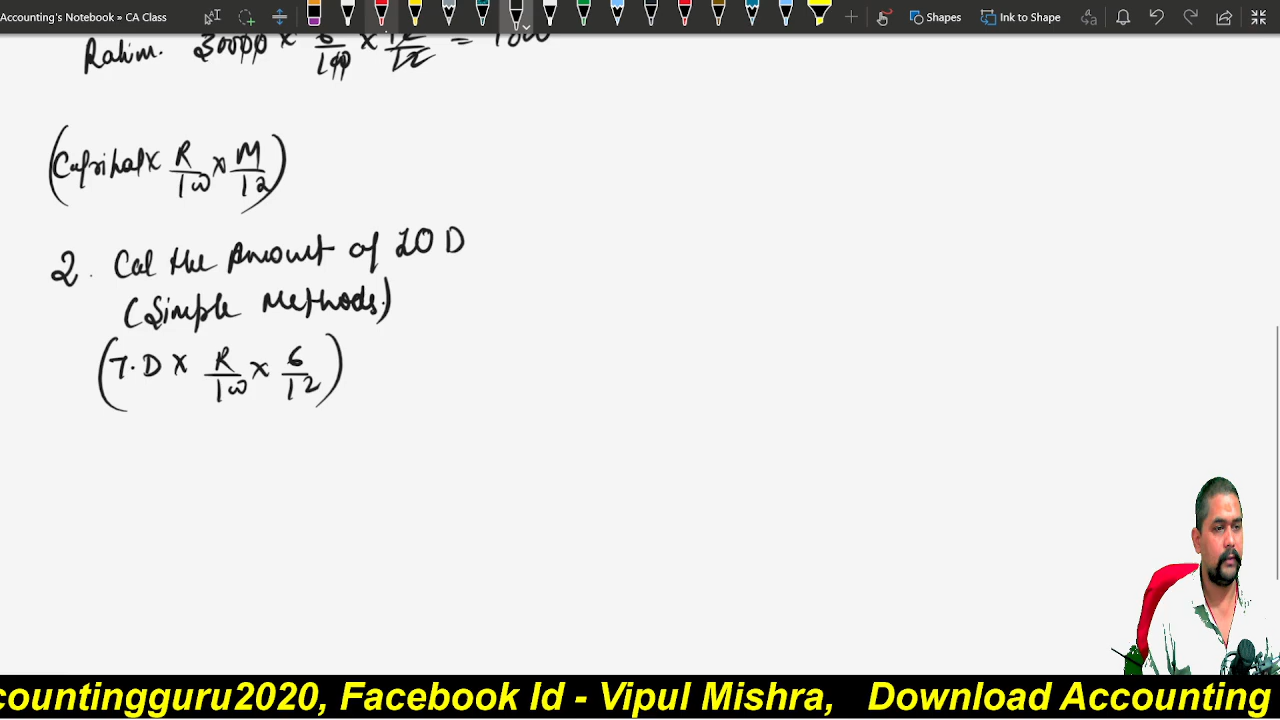 Accounting's Notebook » CA Class
Shapes
Ink to Shape
Rahim. 30000 × 6/100 × 12/12 = 1800
(Capital × R/100 × M/12)
2. Cal the Amount of IOD
(Simple Methods)
(T.D × R/100 × 6/12)
countingguru2020, Facebook Id - Vipul Mishra, Download Accounting